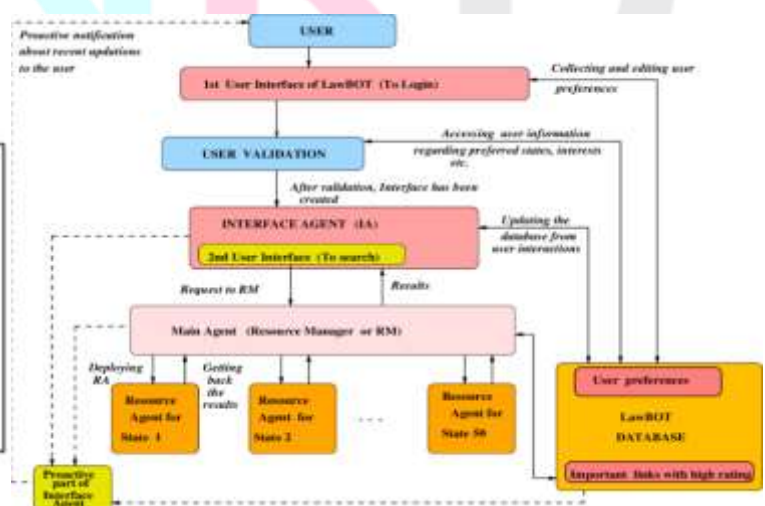 Proactive notification
about recent updations
to the user
USER
1st User Interface of LawBOT (To Login)
Collecting and editing user
preferences
USER VALIDATION
Accessing user information
regarding preferred states, interests
etc.
After validation, Interface has been
created
INTERFACE AGENT (IA)
2nd User Interface (To search)
Updating the
database from
user interactions
Request to RM
Results
Main Agent (Resource Manager or RM)
Deploying
RA
Getting
back
the
results
Resource
Agent for
State 1
Resource
Agent for
State 2
- - -
Resource
Agent for
State 50
User preferences
LawBOT
DATABASE
Important links with high rating
Proactive
part of
Interface
Agent